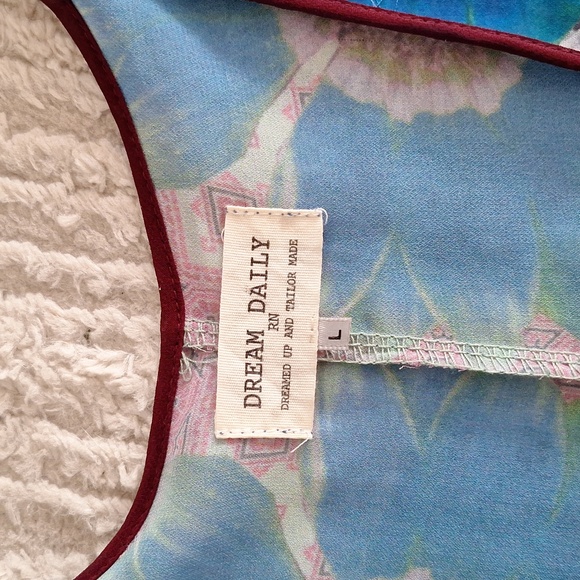 DREAM DAILY
RN
DREAMED UP AND TAILOR MADE
L